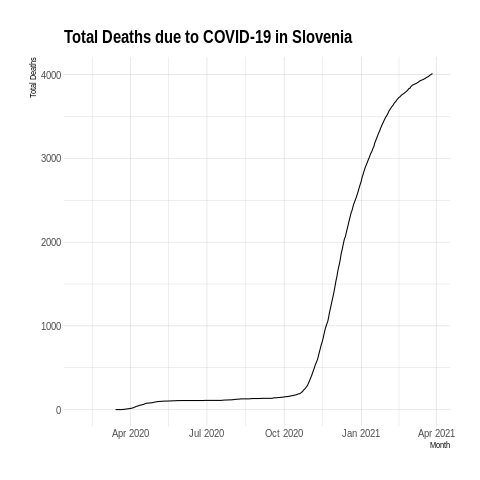 Total Deaths due to COVID-19 in Slovenia
Total Deaths
4000
3000
2000
1000
0
Apr 2020 Jul 2020 Oct 2020 Jan 2021 Apr 2021
Month